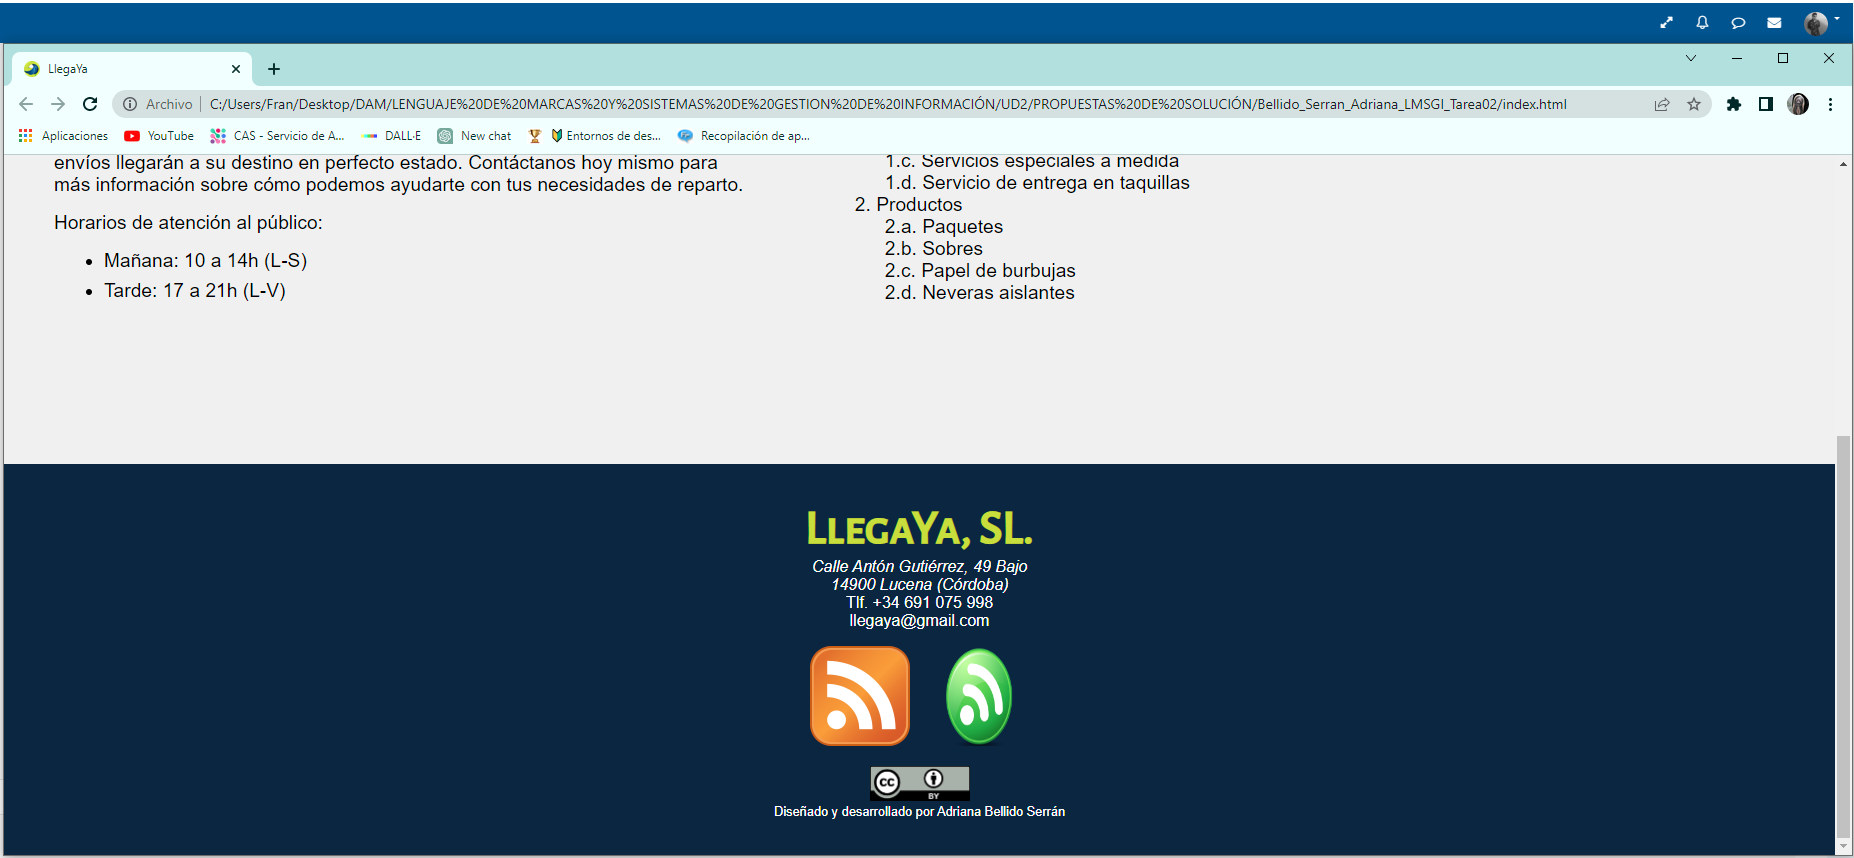 LlegaYa
Archivo | C:/Users/Fran/Desktop/DAM/LENGUAJE%20DE%20MARCAS%20Y%20SISTEMAS%20DE%20GESTION%20DE%20INFORMACIÓN/UD2/PROPUESTAS%20DE%20SOLUCIÓN/Bellido_Serran_Adriana_LMSGI_Tarea02/index.html
Aplicaciones YouTube CAS - Servicio de A... DALL·E New chat Entornos de des... Recopilación de ap...
envíos llegarán a su destino en perfecto estado. Contáctanos hoy mismo para
más información sobre cómo podemos ayudarte con tus necesidades de reparto.
Horarios de atención al público:
• Mañana: 10 a 14h (L-S)
• Tarde: 17 a 21h (L-V)
1.c. Servicios especiales a medida
1.d. Servicio de entrega en taquillas
2. Productos
2.a. Paquetes
2.b. Sobres
2.c. Papel de burbujas
2.d. Neveras aislantes
LlegaYa, SL.
Calle Antón Gutiérrez, 49 Bajo
14900 Lucena (Córdoba)
Tlf. +34 691 075 998
llegaya@gmail.com
CC BY
Diseñado y desarrollado por Adriana Bellido Serrán